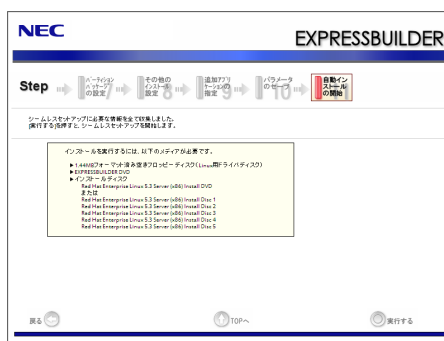 NEC
EXPRESSBUILDER
Step
パーティション
パッケージ
の設定
7
その他の
インストール
設定
8
追加アプリ
ケーションの
指定
9
パラメータ
のセーブ
10
自動イン
ストール
の開始
11
シームレスセットアップに必要な情報を全て収集しました。
[実行する]を押すと、シームレスセットアップを開始します。
インストールを実行するには、以下のメディアが必要です。
▶1.44MBフォーマット済み空きフロッピーディスク(Linux用ドライバディスク)
▶EXPRESSBUILDER DVD
▶インストールディスク
Red Hat Enterprise Linux 5.3 Server (x86) Install DVD
または
Red Hat Enterprise Linux 5.3 Server (x86) Install Disc 1
Red Hat Enterprise Linux 5.3 Server (x86) Install Disc 2
Red Hat Enterprise Linux 5.3 Server (x86) Install Disc 3
Red Hat Enterprise Linux 5.3 Server (x86) Install Disc 4
Red Hat Enterprise Linux 5.3 Server (x86) Install Disc 5
戻る
TOPへ
実行する